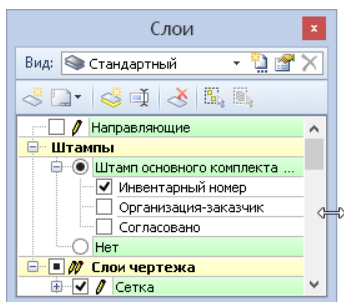 Слои
Вид: Стандартный
Направляющие
Штампы
Штамп основного комплекта ...
Инвентарный номер
Организация-заказчик
Согласовано
Нет
Слои чертежа
Сетка